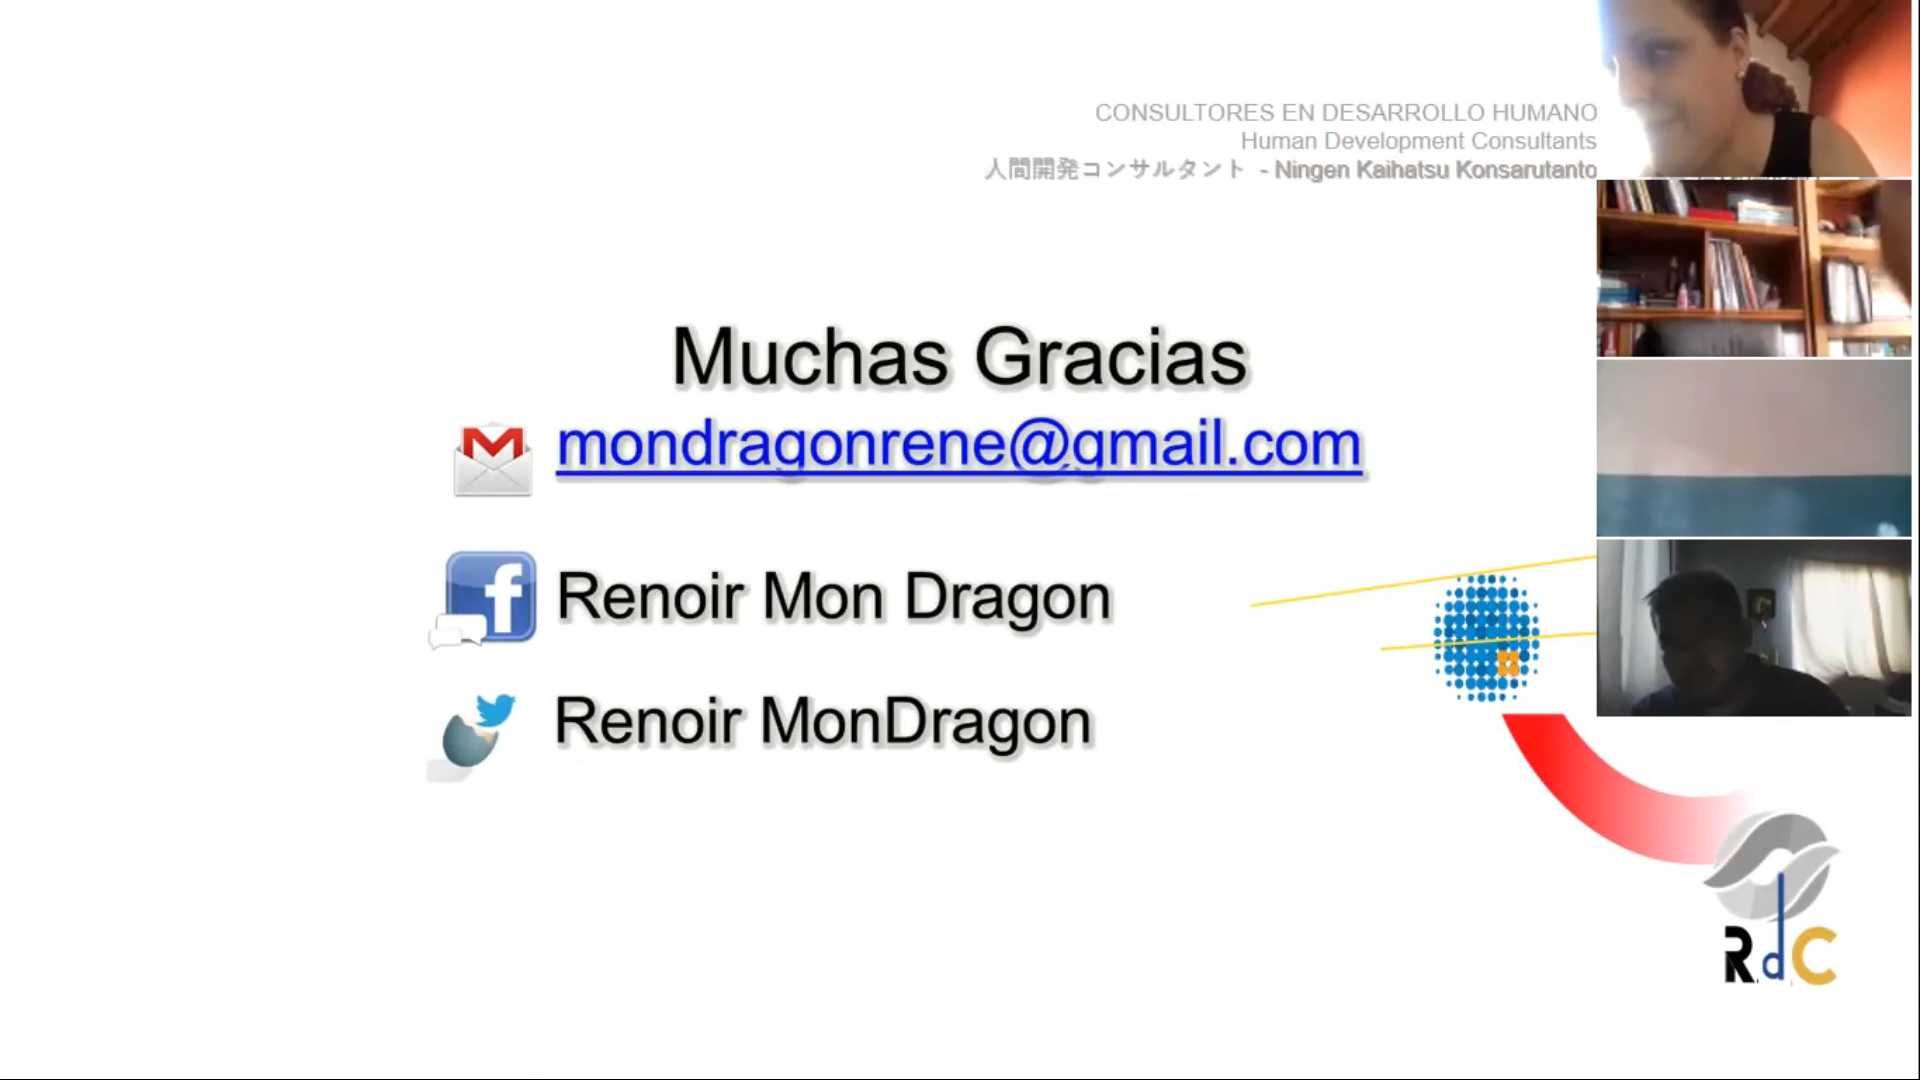 CONSULTORES EN DESARROLLO HUMANO
Human Development Consultants
人間開発コンサルタント - Ningen Kaihatsu Konsarutanto
Muchas Gracias
mondragonrene@gmail.com
Renoir Mon Dragon
Renoir MonDragon
RdC